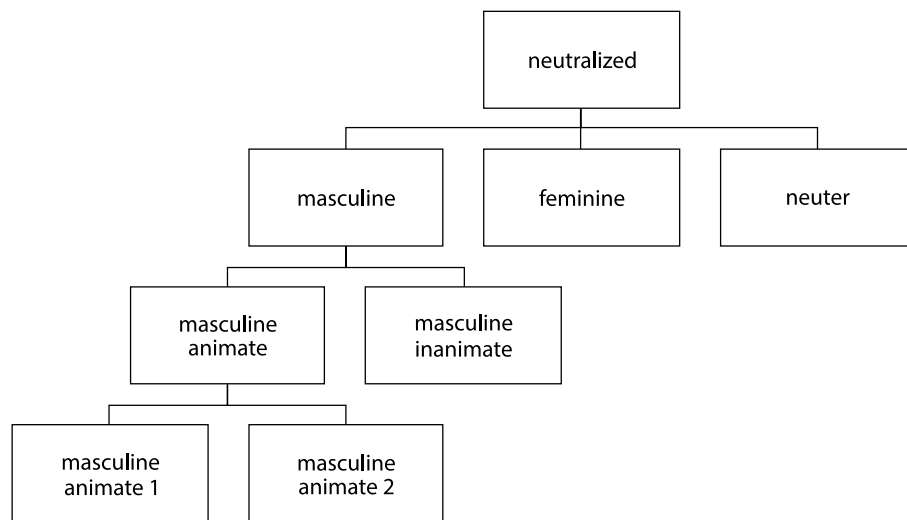 neutralized
masculine
feminine
neuter
masculine
animate
masculine
inanimate
masculine
animate 1
masculine
animate 2